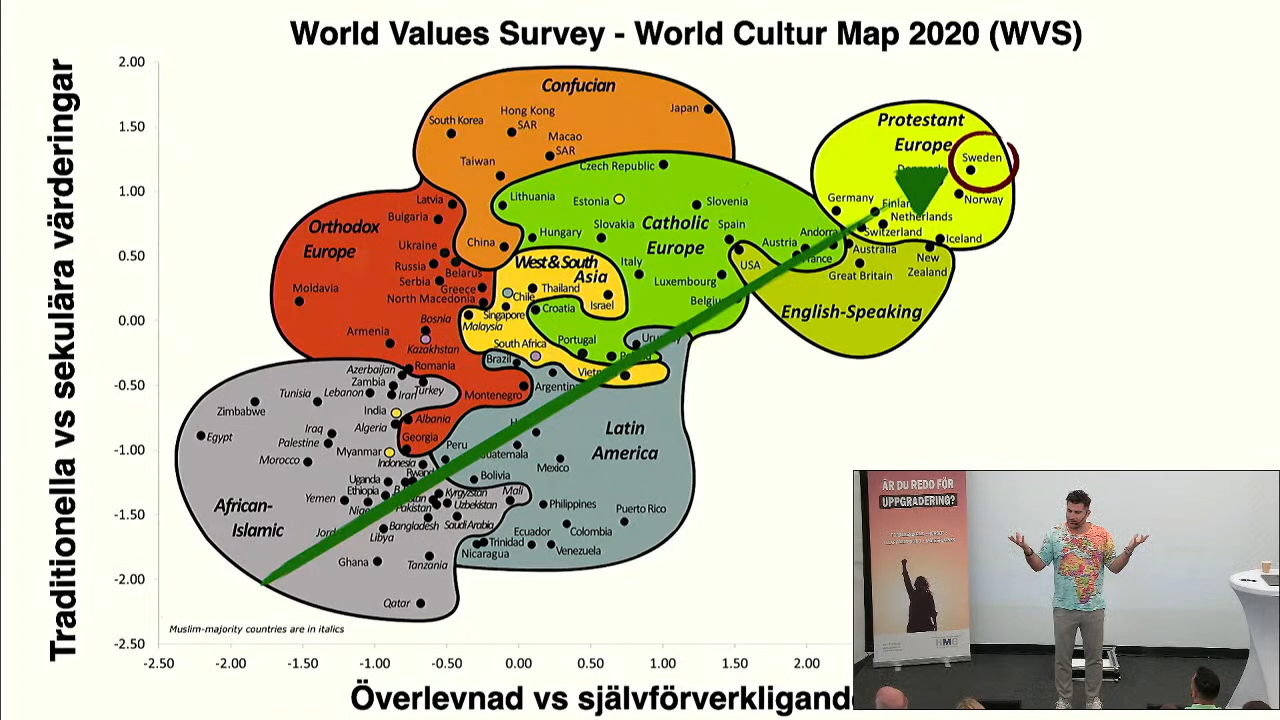 World Values Survey - World Cultur Map 2020 (WVS)
Traditionella vs sekulära värderingar
2.00
1.50
1.00
0.50
0.00
-0.50
-1.00
-1.50
-2.00
-2.50
Confucian
Japan
Hong Kong
SAR
South Korea
Macao
SAR
Taiwan
China
Protestant
Europe
Sweden
Norway
Germany
Netherlands
Switzerland
Iceland
Andorra
Australia
New
Zealand
Great Britain
USA
English-Speaking
Czech Republic
Lithuania
Estonia
Slovenia
Slovakia
Catholic
Europe
Spain
Hungary
Austria
Italy
Luxembourg
Croatia
Portugal
Latvia
Bulgaria
Orthodox
Europe
Ukraine
Russia
Belarus
Serbia
Greece
North Macedonia
Moldavia
Bosnia
Armenia
Kazakhstan
Romania
Montenegro
Albania
Georgia
West & South
Asia
Thailand
Chile
Israel
Singapore
Malaysia
South Africa
Brazil
Azerbaijan
Zambia
Tunisia
Lebanon
Iran
Turkey
Zimbabwe
India
Algeria
Egypt
Iraq
Palestine
Myanmar
Morocco
Indonesia
Uganda
Ethiopia
Yemen
Kyrgyzstan
Pakistan
Uzbekistan
Mali
African-
Islamic
Bangladesh
Saudi Arabia
Libya
Ghana
Tanzania
Qatar
Latin
America
Peru
Mexico
Bolivia
Philippines
Puerto Rico
Ecuador
Colombia
Trinidad
Nicaragua
Venezuela
Muslim-majority countries are in italics
-2.50
-2.00
-1.50
-1.00
-0.50
0.00
0.50
1.00
1.50
2.00
Överlevnad vs självförverkligand
ÄR DU REDO FÖR
UPPGRADERING?
HMG